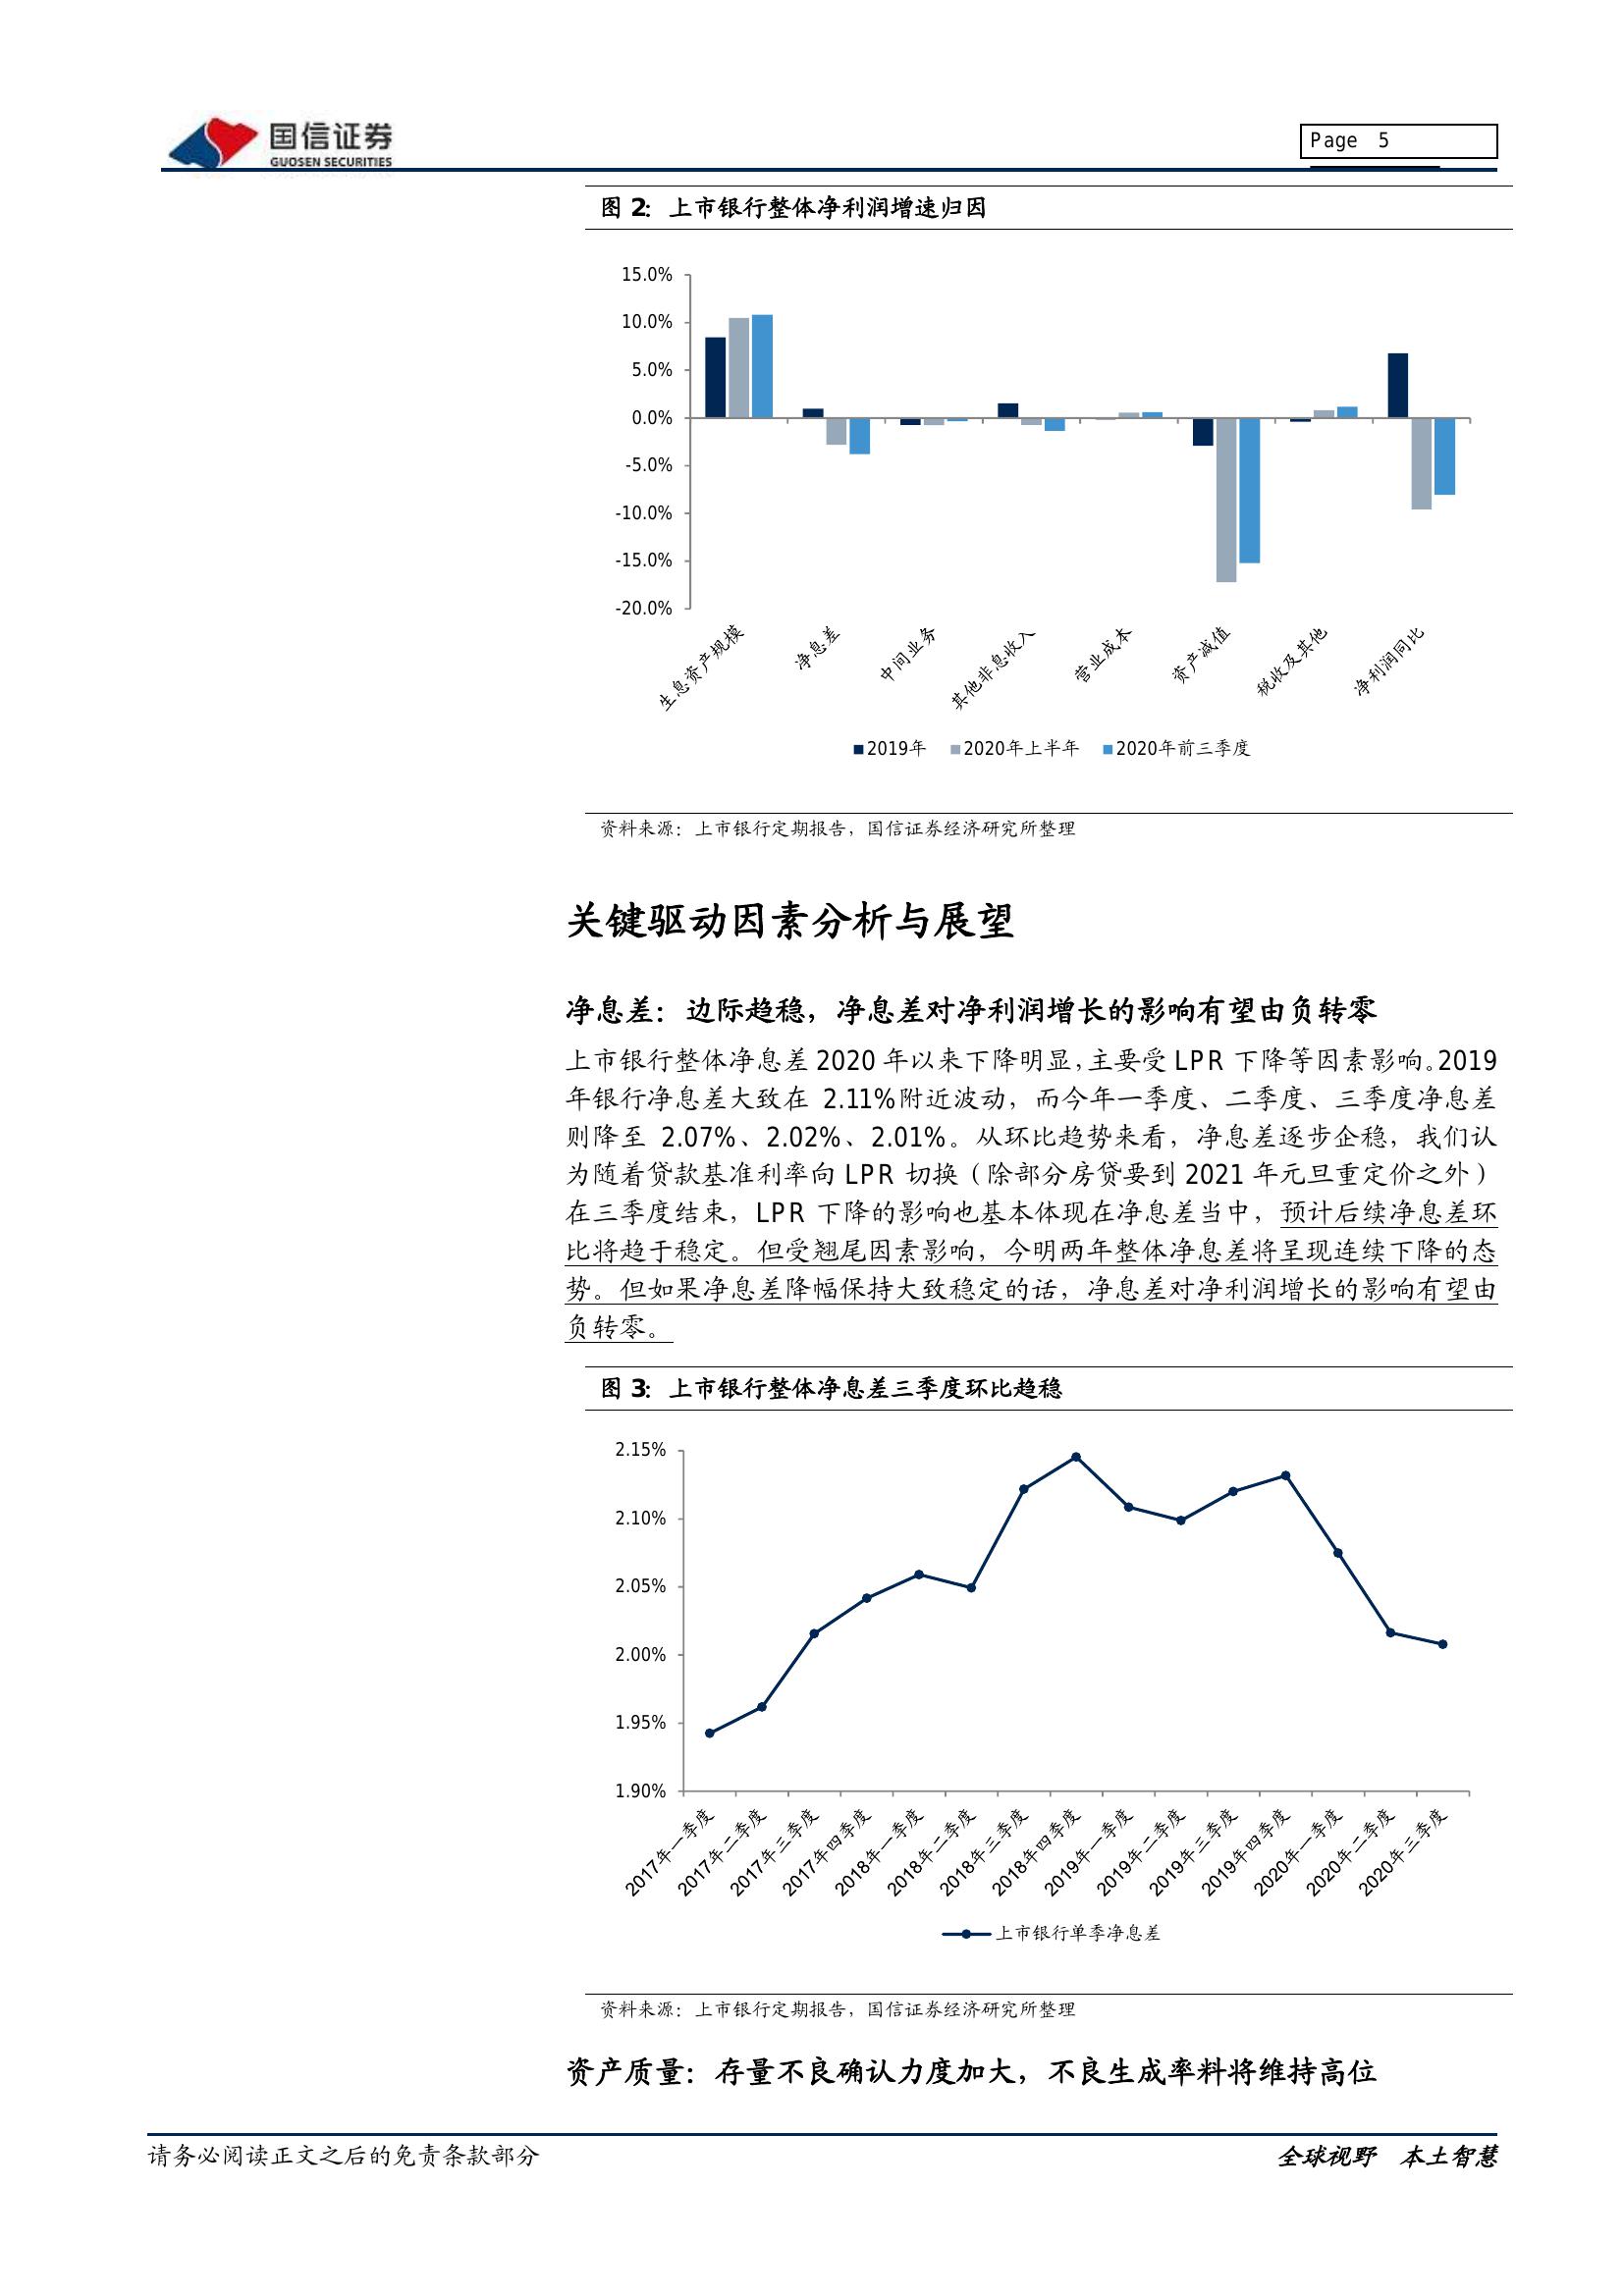 国信证券
GUOSEN SECURITIES
Page 5
图 2: 上市银行整体净利润增速归因
15.0%
10.0%
5.0%
0.0%
-5.0%
-10.0%
-15.0%
-20.0%
生息资产规模
净息差
中间业务
其他非息收入
营业成本
资产减值
税收及其他
净利润同比
2019年 2020年上半年 2020年前三季度
资料来源：上市银行定期报告，国信证券经济研究所整理
关键驱动因素分析与展望
净息差：边际趋稳，净息差对净利润增长的影响有望由负转零
上市银行整体净息差 2020 年以来下降明显，主要受 LPR 下降等因素影响。2019
年银行净息差大致在 2.11%附近波动，而今年一季度、二季度、三季度净息差
则降至 2.07%、2.02%、2.01%。从环比趋势来看，净息差逐步企稳，我们认
为随着贷款基准利率向 LPR 切换（除部分房贷要到 2021 年元旦重定价之外）
在三季度结束，LPR 下降的影响也基本体现在净息差当中，预计后续净息差环
比将趋于稳定。但受翘尾因素影响，今明两年整体净息差将呈现连续下降的态
势。但如果净息差降幅保持大致稳定的话，净息差对净利润增长的影响有望由
负转零。
图 3: 上市银行整体净息差三季度环比趋稳
2.15%
2.10%
2.05%
2.00%
1.95%
1.90%
2017年一季度
2017年二季度
2017年三季度
2017年四季度
2018年一季度
2018年二季度
2018年三季度
2018年四季度
2019年一季度
2019年二季度
2019年三季度
2019年四季度
2020年一季度
2020年二季度
2020年三季度
上市银行单季净息差
资料来源：上市银行定期报告，国信证券经济研究所整理
资产质量：存量不良确认力度加大，不良生成率料将维持高位
请务必阅读正文之后的免责条款部分
全球视野 本土智慧